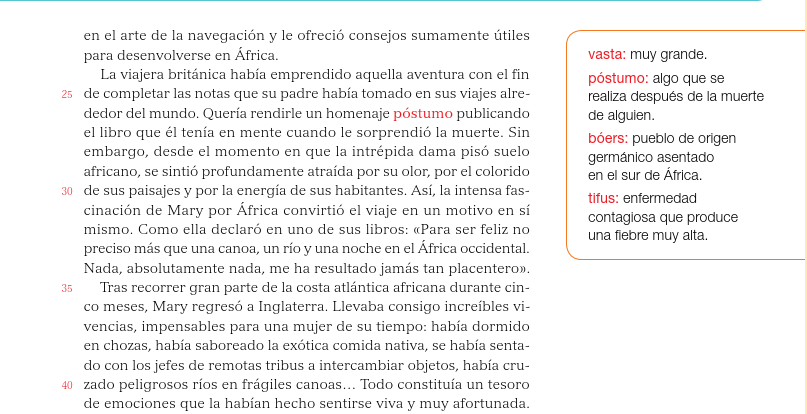 en el arte de la navegación y le ofreció consejos sumamente útiles
para desenvolverse en África.
La viajera británica había emprendido aquella aventura con el fin
25 de completar las notas que su padre había tomado en sus viajes alre-
dedor del mundo. Quería rendirle un homenaje póstumo publicando
el libro que él tenía en mente cuando le sorprendió la muerte. Sin
embargo, desde el momento en que la intrépida dama pisó suelo
africano, se sintió profundamente atraída por su olor, por el colorido
30 de sus paisajes y por la energía de sus habitantes. Así, la intensa fas-
cinación de Mary por África convirtió el viaje en un motivo en sí
mismo. Como ella declaró en uno de sus libros: «Para ser feliz no
preciso más que una canoa, un río y una noche en el África occidental.
Nada, absolutamente nada, me ha resultado jamás tan placentero».
35 Tras recorrer gran parte de la costa atlántica africana durante cin-
co meses, Mary regresó a Inglaterra. Llevaba consigo increíbles vi-
vencias, impensables para una mujer de su tiempo: había dormido
en chozas, había saboreado la exótica comida nativa, se había senta-
do con los jefes de remotas tribus a intercambiar objetos, había cru-
40 zado peligrosos ríos en frágiles canoas… Todo constituía un tesoro
de emociones que la habían hecho sentirse viva y muy afortunada.
vasta: muy grande.
póstumo: algo que se
realiza después de la muerte
de alguien.
bóers: pueblo de origen
germánico asentado
en el sur de África.
tifus: enfermedad
contagiosa que produce
una fiebre muy alta.